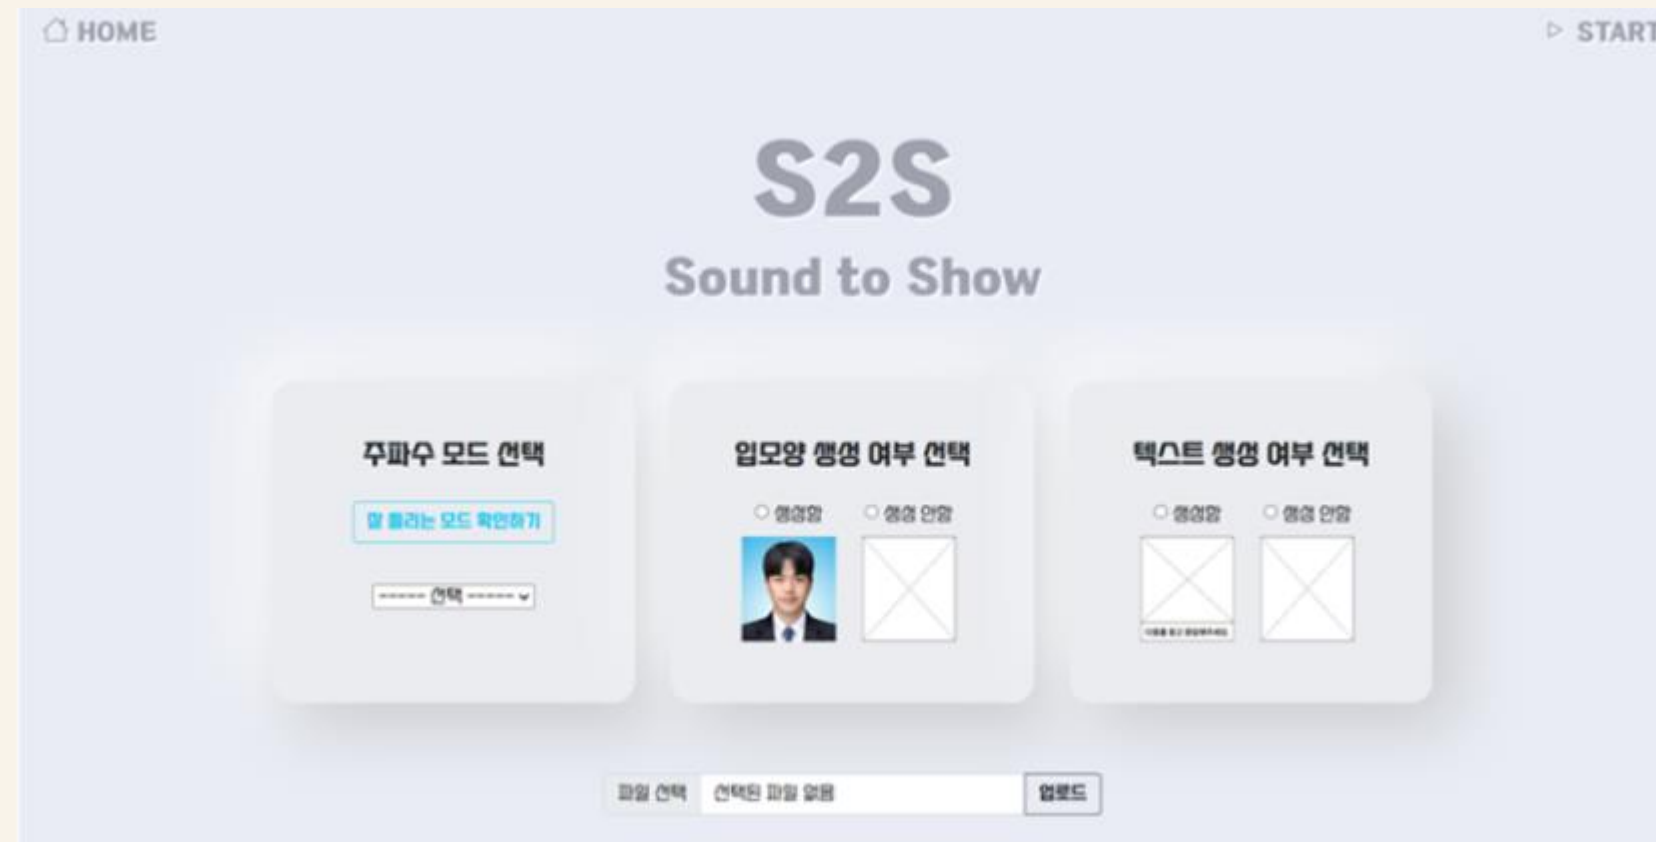 HOME
START
S2S
Sound to Show
주파수 모드 선택
잘 들리는 모드 확인하기
----- 선택 -----
입모양 생성 여부 선택
생성함 생성 안함
텍스트 생성 여부 선택
생성함 생성 안함
파일 선택 선택된 파일 없음 업로드